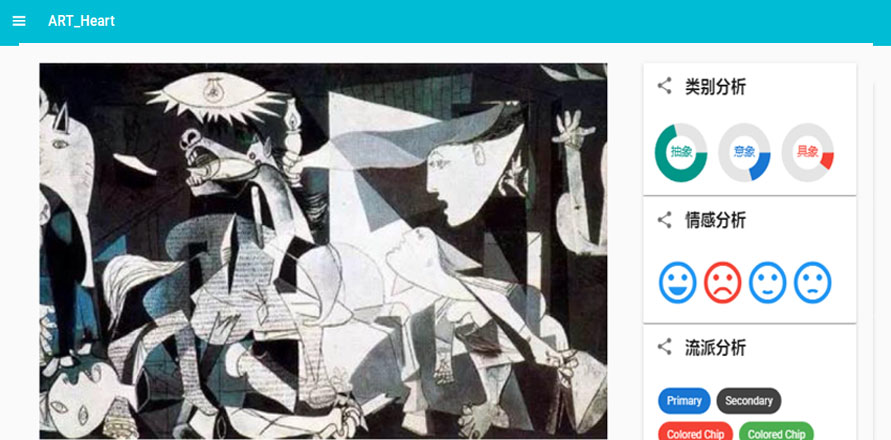 ART_Heart
类别分析
抽象 意象 具象
情感分析
流派分析
Primary Secondary
Colored Chip Colored Chip